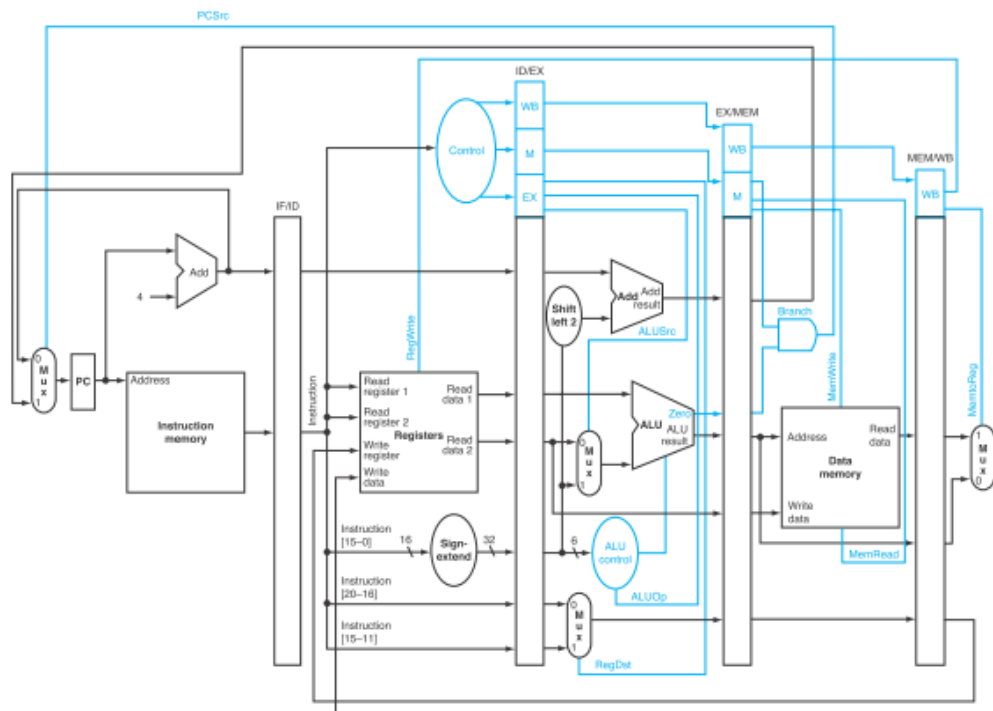 PCSrc
ID/EX
WB
EX/MEM
Control
M
WB
MEM/WB
EX
M
WB
IF/ID
Add
4
Add
Add
result
Shift
left 2
Branch
ALUSrc
RegWrite
MemWrite
MemtoReg
0
M
u
x
1
PC
Address
Instruction
memory
Instruction
Read
register 1
Read
data 1
Read
register 2
Registers
Read
data 2
Write
register
Write
data
Zero
ALU
ALU
result
0
M
u
x
1
Address
Read
data
Data
memory
Write
data
1
M
u
x
0
Instruction
[15–0]
16
Sign-
extend
32
6
ALU
control
MemRead
Instruction
[20–16]
ALUOp
0
M
u
x
1
Instruction
[15–11]
RegDst